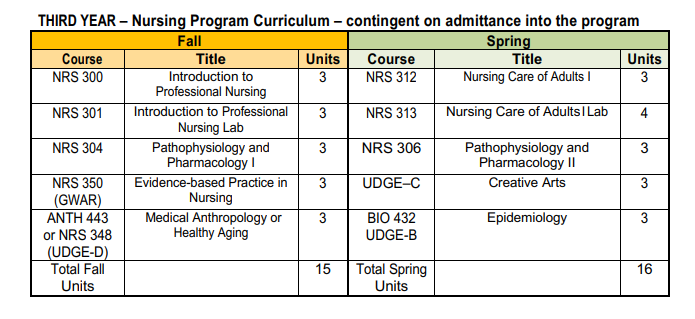 THIRD YEAR – Nursing Program Curriculum – contingent on admittance into the program
Fall Spring
Course Title Units Course Title Units
NRS 300 Introduction to Professional Nursing 3 NRS 312 Nursing Care of Adults I 3
NRS 301 Introduction to Professional Nursing Lab 3 NRS 313 Nursing Care of Adults I Lab 4
NRS 304 Pathophysiology and Pharmacology I 3 NRS 306 Pathophysiology and Pharmacology II 3
NRS 350 (GWAR) Evidence-based Practice in Nursing 3 UDGE–C Creative Arts 3
ANTH 443 or NRS 348 (UDGE-D) Medical Anthropology or Healthy Aging 3 BIO 432 UDGE-B Epidemiology 3
Total Fall Units 15 Total Spring Units 16